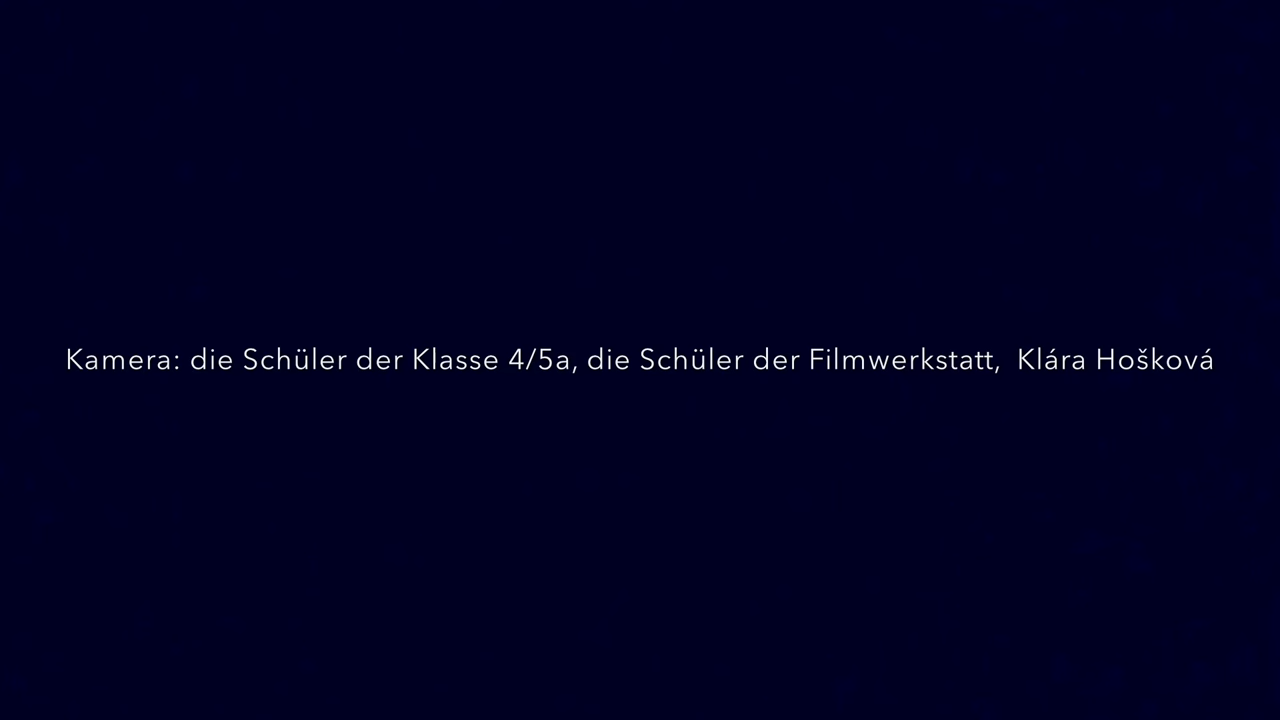 Kamera: die Schüler der Klasse 4/5a, die Schüler der Filmwerkstatt, Klára Hošková